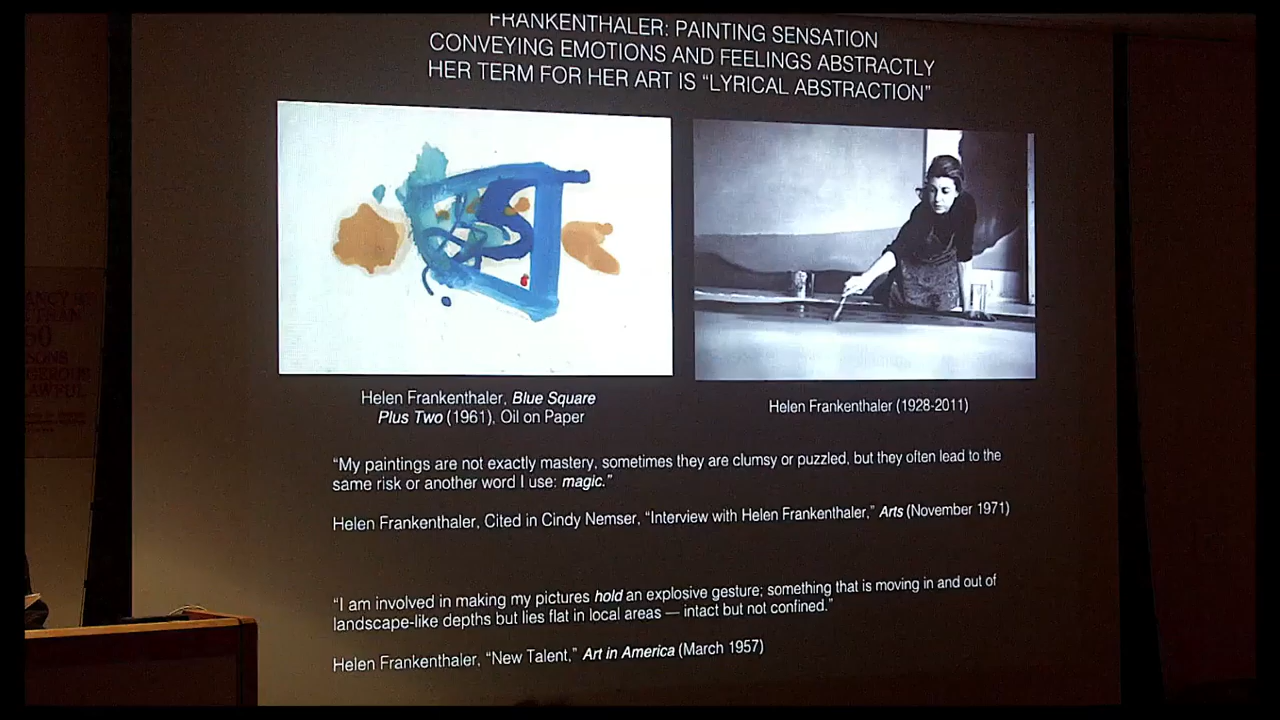 FRANKENTHALER: PAINTING SENSATION
CONVEYING EMOTIONS AND FEELINGS ABSTRACTLY
HER TERM FOR HER ART IS “LYRICAL ABSTRACTION”
Helen Frankenthaler, Blue Square
Plus Two (1961), Oil on Paper
Helen Frankenthaler (1928-2011)
“My paintings are not exactly mastery, sometimes they are clumsy or puzzled, but they often lead to the
same risk or another word I use: magic.”
Helen Frankenthaler, Cited in Cindy Nemser, “Interview with Helen Frankenthaler,” Arts (November 1971)
“I am involved in making my pictures hold an explosive gesture; something that is moving in and out of
landscape-like depths but lies flat in local areas — intact but not confined.”
Helen Frankenthaler, “New Talent,” Art in America (March 1957)